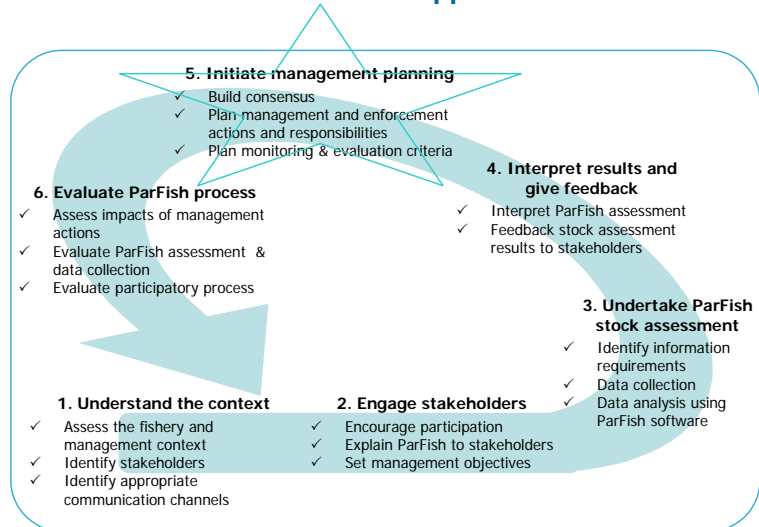 5. Initiate management planning
✓ Build consensus
✓ Plan management and enforcement
actions and responsibilities
✓ Plan monitoring & evaluation criteria
4. Interpret results and
give feedback
✓ Interpret ParFish assessment
✓ Feedback stock assessment
results to stakeholders
6. Evaluate ParFish process
✓ Assess impacts of management
actions
✓ Evaluate ParFish assessment &
data collection
✓ Evaluate participatory process
3. Undertake ParFish
stock assessment
✓ Identify information
requirements
✓ Data collection
✓ Data analysis using
ParFish software
1. Understand the context
✓ Assess the fishery and
management context
✓ Identify stakeholders
✓ Identify appropriate
communication channels
2. Engage stakeholders
✓ Encourage participation
✓ Explain ParFish to stakeholders
✓ Set management objectives